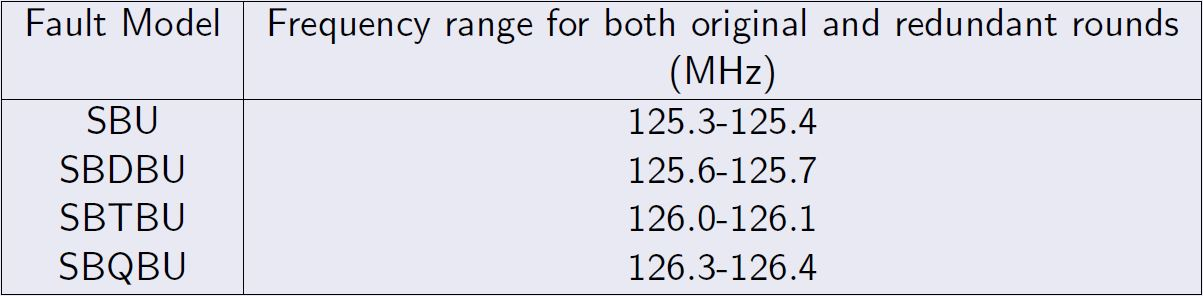 Fault Model Frequency range for both original and redundant rounds
(MHz)
SBU 125.3-125.4
SBDBU 125.6-125.7
SBTBU 126.0-126.1
SBQBU 126.3-126.4